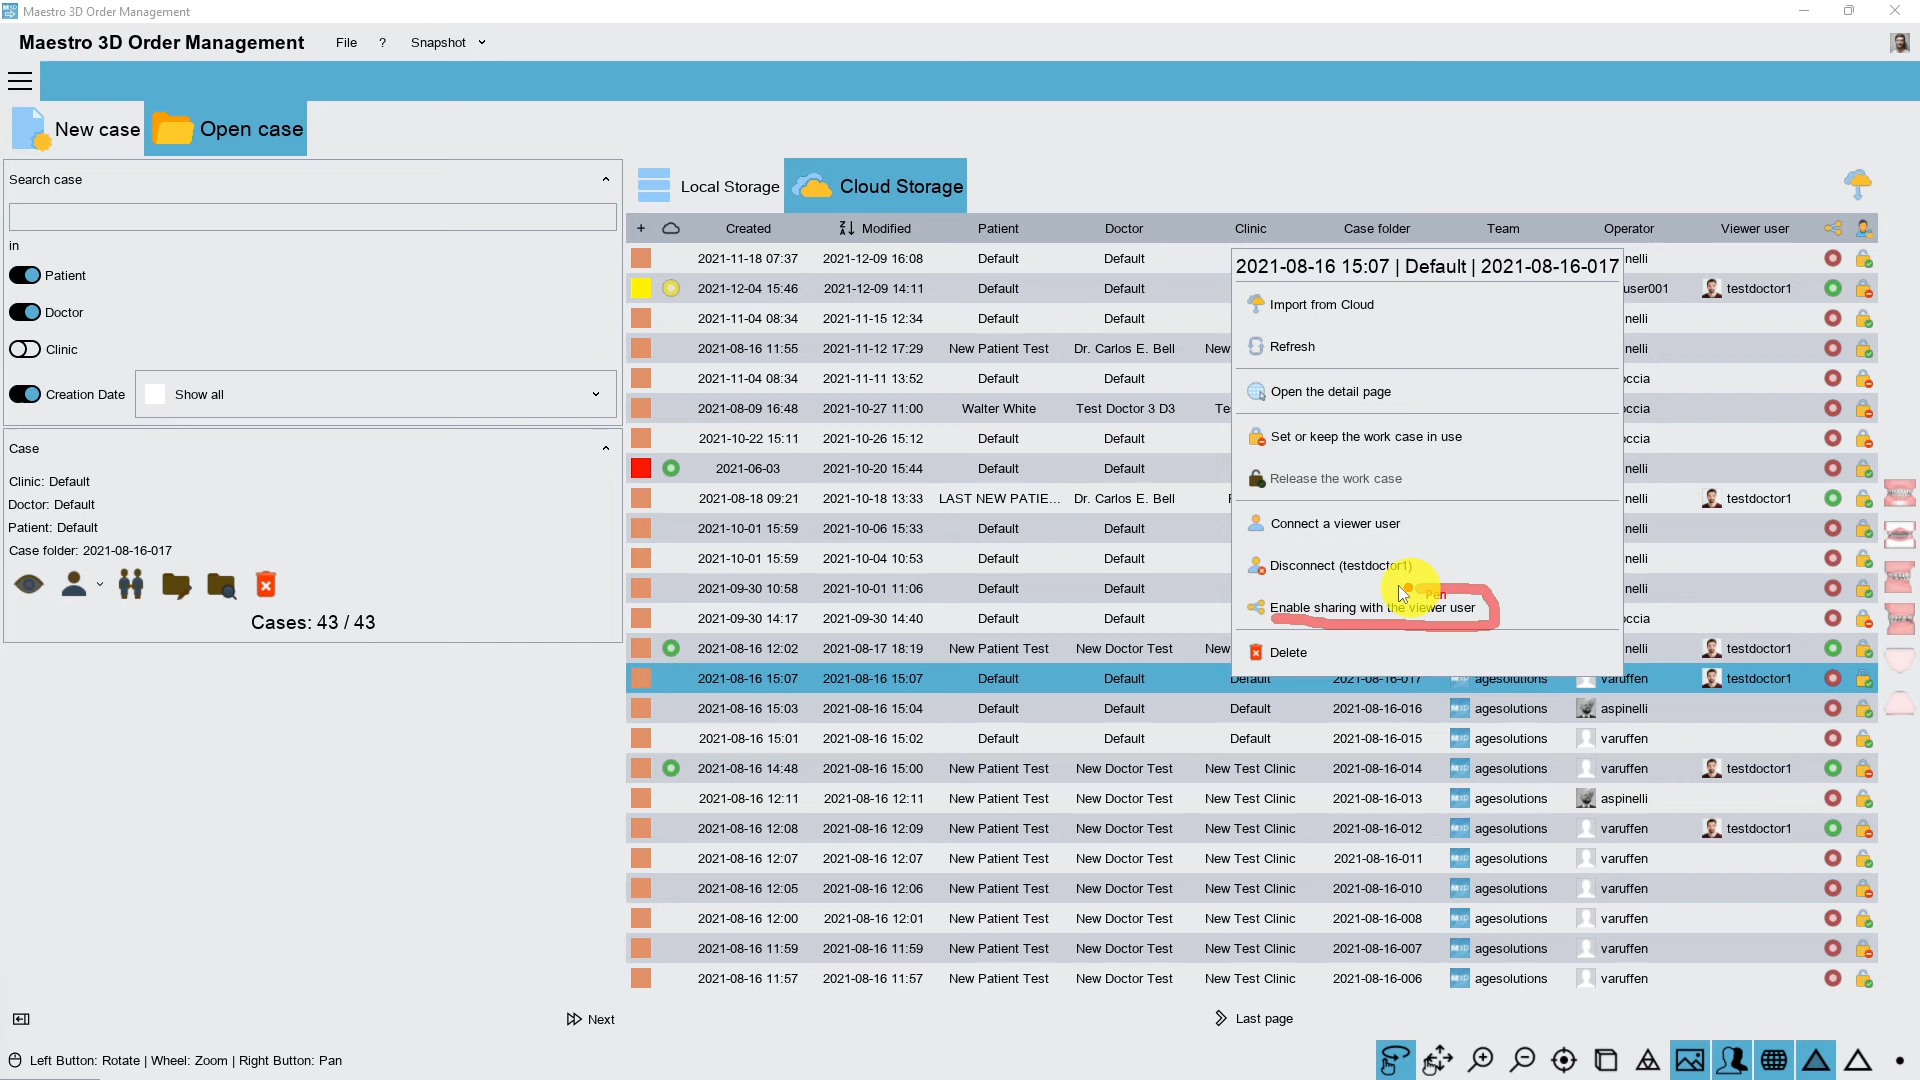 Maestro 3D Order Management
Maestro 3D Order Management File ? Snapshot
New case Open case
Search case
in
Patient
Doctor
Clinic
Creation Date Show all
Case
Clinic: Default
Doctor: Default
Patient: Default
Case folder: 2021-08-16-017
Cases: 43 / 43
Local Storage Cloud Storage
+ Created Modified Patient Doctor Clinic Case folder Team Operator Viewer user
2021-11-18 07:37 2021-12-09 16:08 Default Default nelli
2021-12-04 15:46 2021-12-09 14:11 Default Default user001 testdoctor1
2021-11-04 08:34 2021-11-15 12:34 Default Default nelli
2021-08-16 11:55 2021-11-12 17:29 New Patient Test Dr. Carlos E. Bell New nelli
2021-11-04 08:34 2021-11-11 13:52 Default Default occia
2021-08-09 16:48 2021-10-27 11:00 Walter White Test Doctor 3 D3 Te occia
2021-10-22 15:11 2021-10-26 15:12 Default Default occia
2021-06-03 2021-10-20 15:44 Default Default nelli
2021-08-18 09:21 2021-10-18 13:33 LAST NEW PATIE... Dr. Carlos E. Bell nelli testdoctor1
2021-10-01 15:59 2021-10-06 15:33 Default Default nelli
2021-10-01 15:59 2021-10-04 10:53 Default Default nelli
2021-09-30 10:58 2021-10-01 11:06 Default Default nelli
2021-09-30 14:17 2021-09-30 14:40 Default Default occia
2021-08-16 12:02 2021-08-17 18:19 New Patient Test New Doctor Test New nelli testdoctor1
2021-08-16 15:07 2021-08-16 15:07 Default Default Default 2021-08-16-017 agesolutions varuffen testdoctor1
2021-08-16 15:03 2021-08-16 15:04 Default Default Default 2021-08-16-016 agesolutions aspinelli
2021-08-16 15:01 2021-08-16 15:02 Default Default Default 2021-08-16-015 agesolutions varuffen
2021-08-16 14:48 2021-08-16 15:00 New Patient Test New Doctor Test New Test Clinic 2021-08-16-014 agesolutions varuffen testdoctor1
2021-08-16 12:11 2021-08-16 12:11 New Patient Test New Doctor Test New Test Clinic 2021-08-16-013 agesolutions aspinelli
2021-08-16 12:08 2021-08-16 12:09 New Patient Test New Doctor Test New Test Clinic 2021-08-16-012 agesolutions varuffen testdoctor1
2021-08-16 12:07 2021-08-16 12:07 New Patient Test New Doctor Test New Test Clinic 2021-08-16-011 agesolutions varuffen
2021-08-16 12:05 2021-08-16 12:06 New Patient Test New Doctor Test New Test Clinic 2021-08-16-010 agesolutions varuffen
2021-08-16 12:00 2021-08-16 12:01 New Patient Test New Doctor Test New Test Clinic 2021-08-16-008 agesolutions varuffen
2021-08-16 11:59 2021-08-16 11:59 New Patient Test New Doctor Test New Test Clinic 2021-08-16-007 agesolutions varuffen
2021-08-16 11:57 2021-08-16 11:57 New Patient Test New Doctor Test New Test Clinic 2021-08-16-006 agesolutions varuffen
2021-08-16 15:07 | Default | 2021-08-16-017
Import from Cloud
Refresh
Open the detail page
Set or keep the work case in use
Release the work case
Connect a viewer user
Disconnect (testdoctor1)
Pen
Enable sharing with the viewer user
Delete
Next
Last page
Left Button: Rotate | Wheel: Zoom | Right Button: Pan